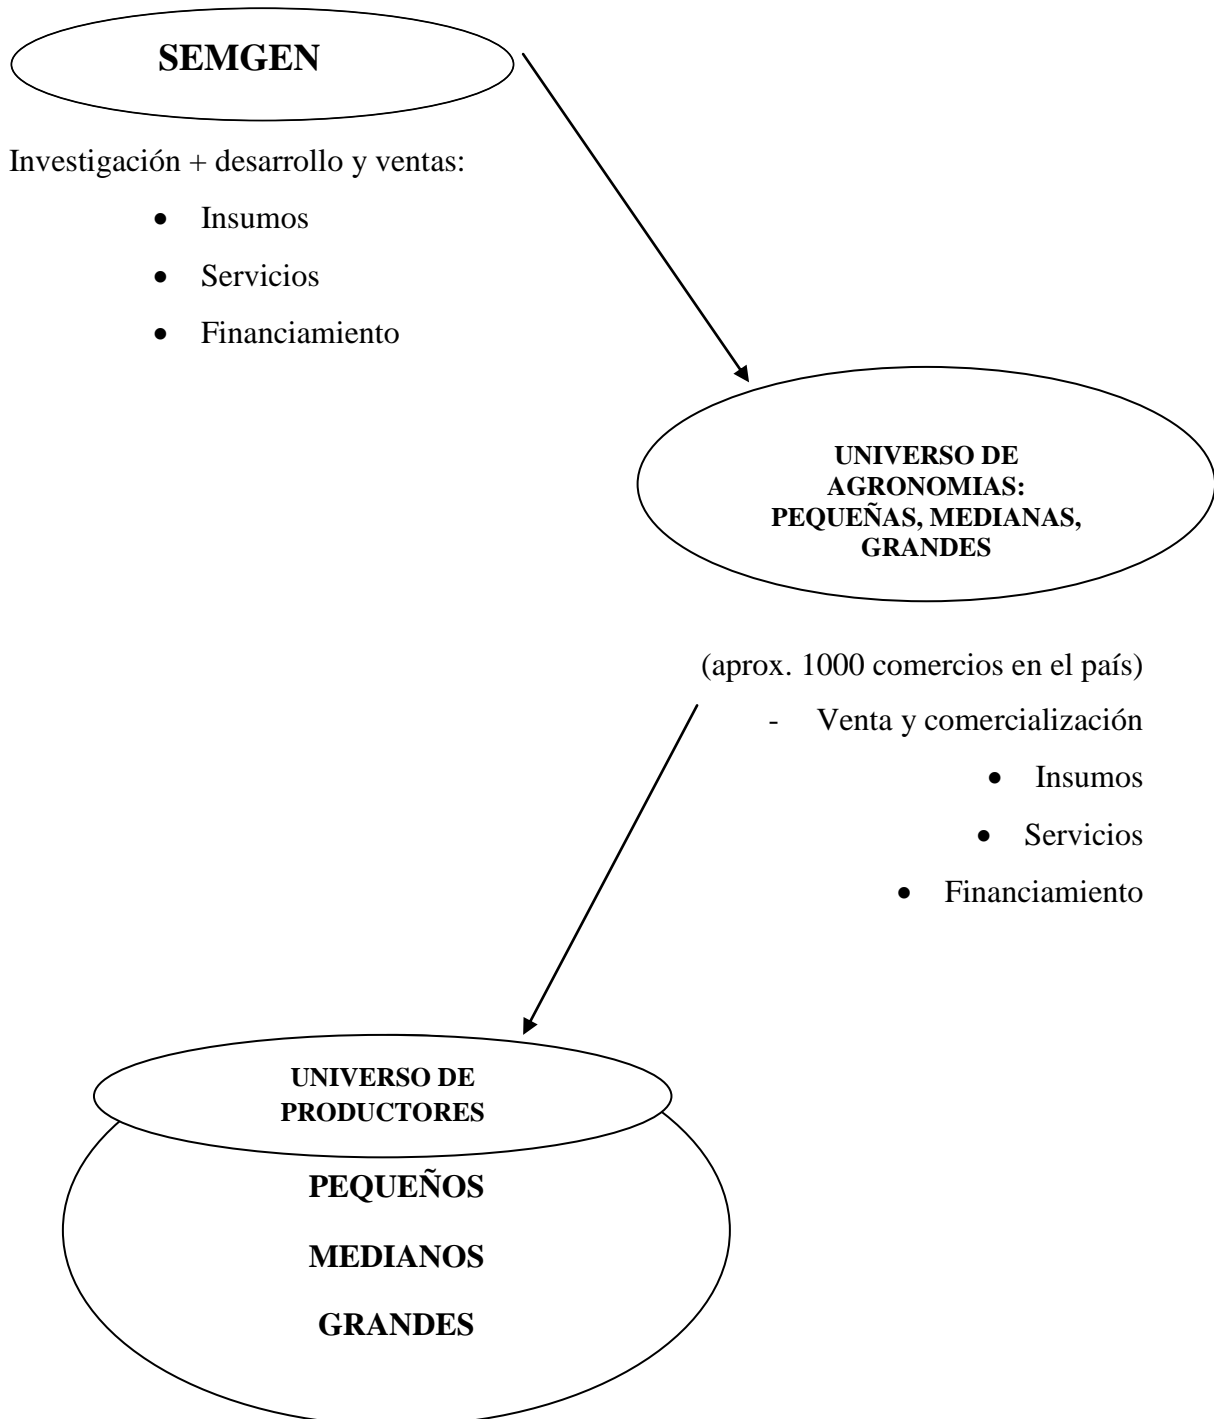 SEMGEN
Investigación + desarrollo y ventas:
• Insumos
• Servicios
• Financiamiento
UNIVERSO DE
AGRONOMIAS:
PEQUEÑAS, MEDIANAS,
GRANDES
(aprox. 1000 comercios en el país)
- Venta y comercialización
• Insumos
• Servicios
• Financiamiento
UNIVERSO DE
PRODUCTORES
PEQUEÑOS
MEDIANOS
GRANDES